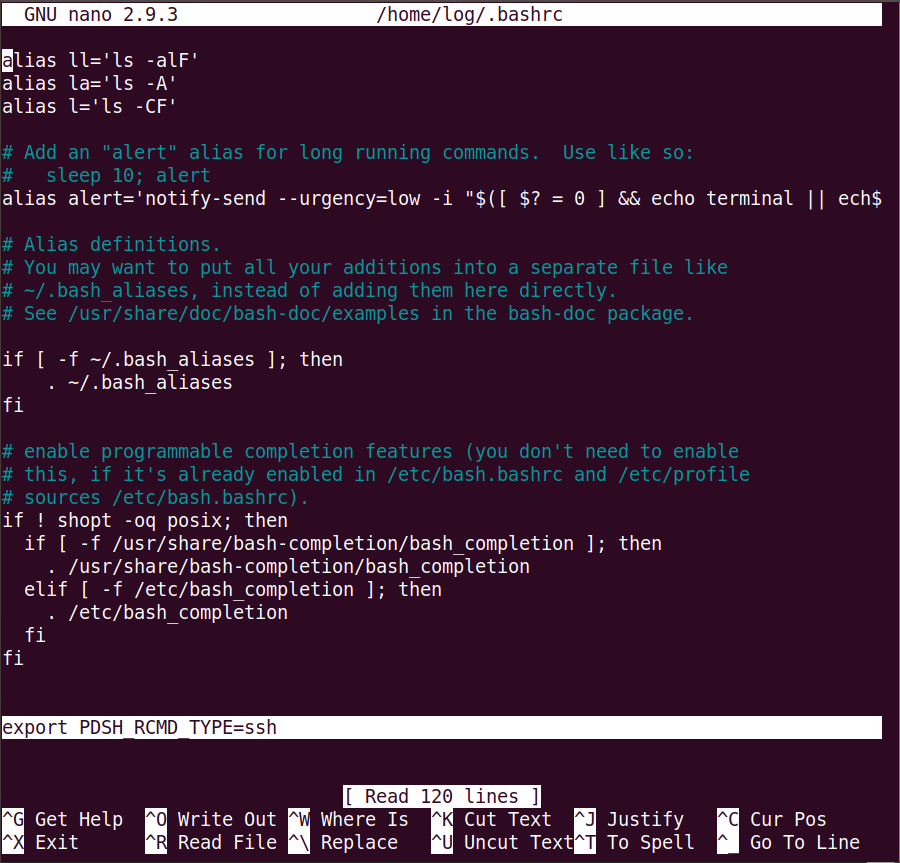 GNU nano 2.9.3 /home/log/.bashrc
alias ll='ls -alF'
alias la='ls -A'
alias l='ls -CF'
# Add an "alert" alias for long running commands.  Use like so:
#   sleep 10; alert
alias alert='notify-send --urgency=low -i "$([ $? = 0 ] && echo terminal || ech$
# Alias definitions.
# You may want to put all your additions into a separate file like
# ~/.bash_aliases, instead of adding them here directly.
# See /usr/share/doc/bash-doc/examples in the bash-doc package.
if [ -f ~/.bash_aliases ]; then
    . ~/.bash_aliases
fi
# enable programmable completion features (you don't need to enable
# this, if it's already enabled in /etc/bash.bashrc and /etc/profile
# sources /etc/bash.bashrc).
if ! shopt -oq posix; then
  if [ -f /usr/share/bash-completion/bash_completion ]; then
    . /usr/share/bash-completion/bash_completion
  elif [ -f /etc/bash_completion ]; then
    . /etc/bash_completion
  fi
fi
export PDSH_RCMD_TYPE=ssh
[ Read 120 lines ]
^G Get Help ^O Write Out ^W Where Is ^K Cut Text ^J Justify ^C Cur Pos
^X Exit ^R Read File ^\ Replace ^U Uncut Text ^T To Spell ^_ Go To Line